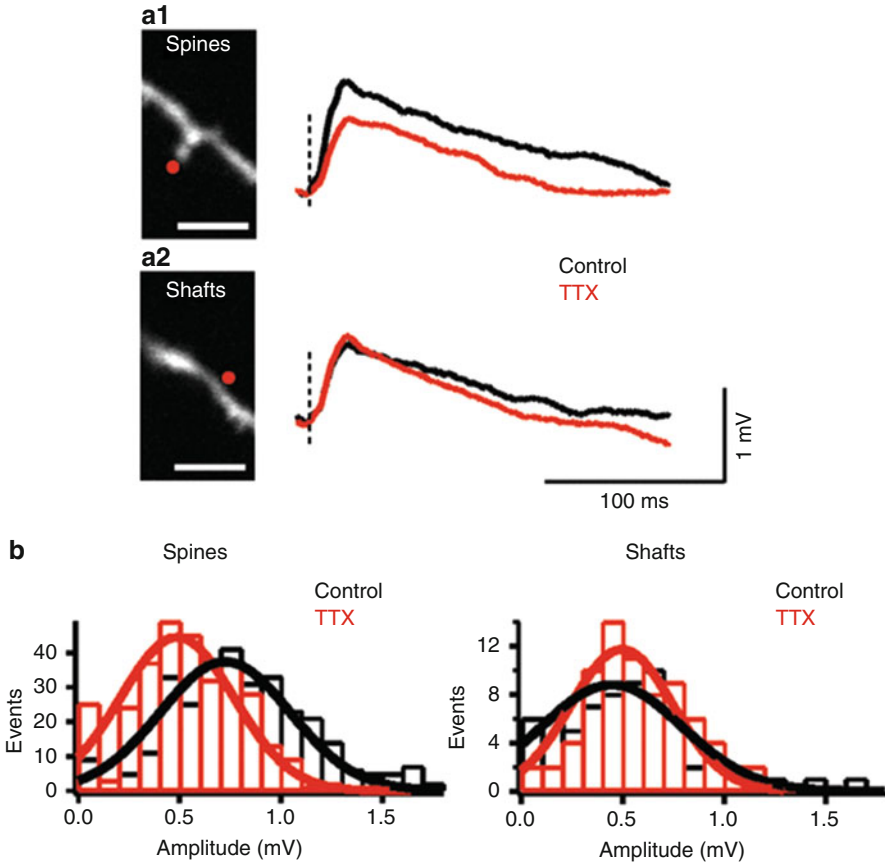 a1
Spines
a2
Shafts
Control
TTX
1 mV
100 ms
b
Spines
Control
TTX
Events
40
30
20
10
0
0.0
0.5
1.0
1.5
Amplitude (mV)
Shafts
Control
TTX
Events
12
8
4
0
0.0
0.5
1.0
1.5
Amplitude (mV)